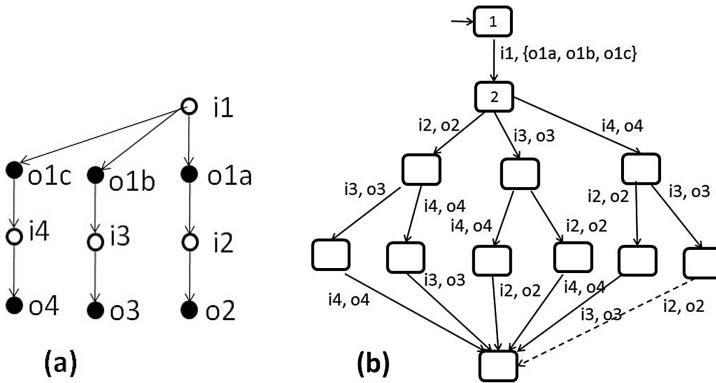 i1
o1c
o1b
o1a
i4
i3
i2
o4
o3
o2
(a)
1
i1, {o1a, o1b, o1c}
2
i2, o2
i3, o3
i4, o4
i3, o3
i4, o4
i4, o4
i2, o2
i2, o2
i3, o3
i4, o4
i3, o3
i2, o2
i4, o4
i3, o3
i2, o2
(b)